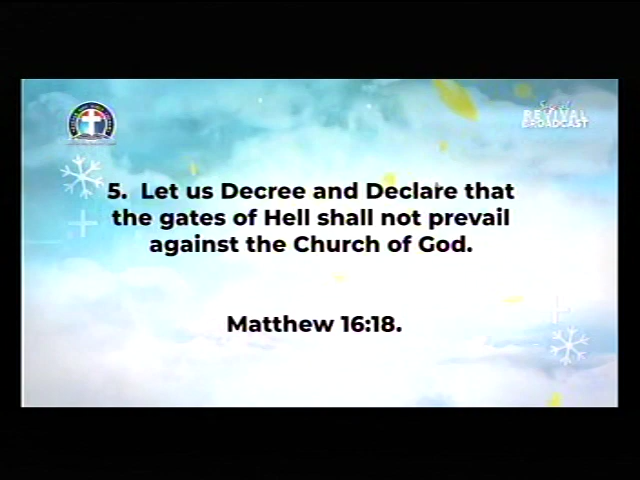 REVIVAL
BROADCAST
5. Let us Decree and Declare that
the gates of Hell shall not prevail
against the Church of God.
Matthew 16:18.